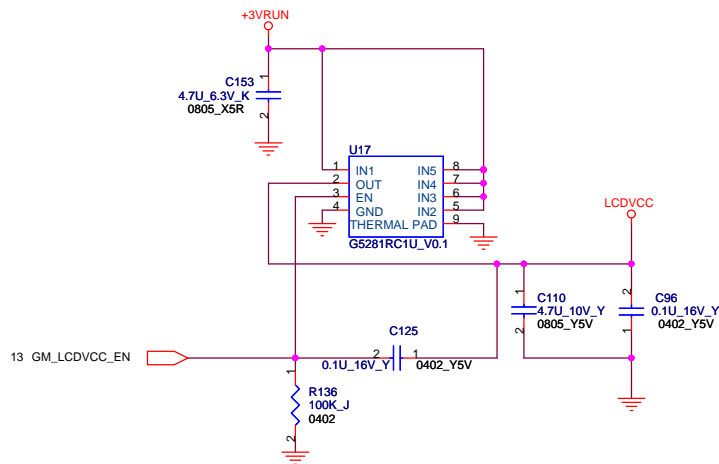 +3VRUN
1
C153
4.7U_6.3V_K
0805_X5R
2
U17
1 IN1 IN5 8
2 OUT IN4 7
3 EN IN3 6
4 GND IN2 5
THERMAL PAD 9
G5281RC1U_V0.1
LCDVCC
1
C110
4.7U_10V_Y
0805_Y5V
2
2
C96
0.1U_16V_Y
0402_Y5V
1
C125
2 1
0.1U_16V_Y 0402_Y5V
13 GM_LCDVCC_EN
1
R136
100K_J
0402
2